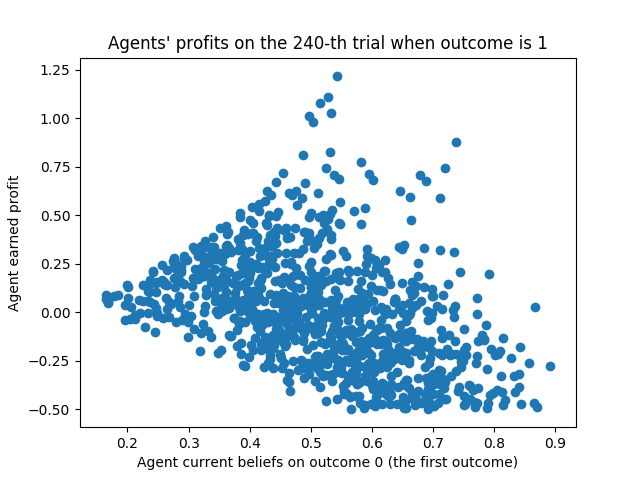 Agents' profits on the 240-th trial when outcome is 1
1.25
1.00
0.75
0.50
0.25
0.00
−0.25
−0.50
Agent earned profit
0.2 0.3 0.4 0.5 0.6 0.7 0.8 0.9
Agent current beliefs on outcome 0 (the first outcome)